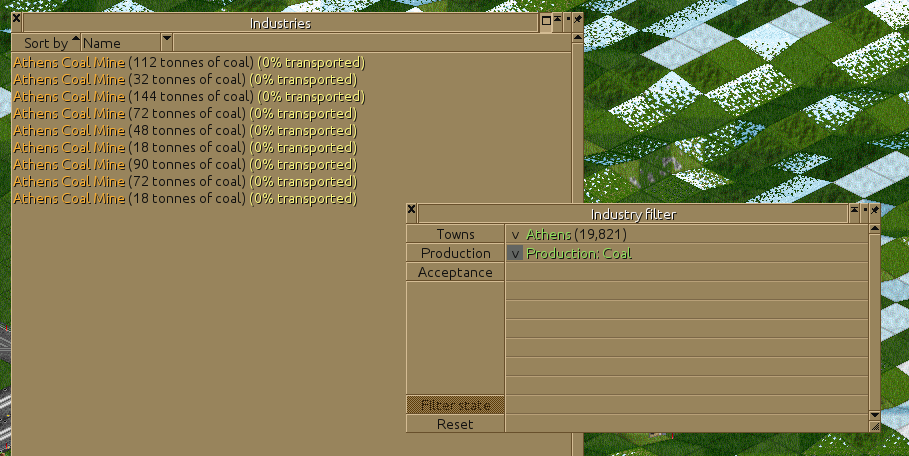 Industries
Sort by Name
Athens Coal Mine (112 tonnes of coal) (0% transported)
Athens Coal Mine (32 tonnes of coal) (0% transported)
Athens Coal Mine (144 tonnes of coal) (0% transported)
Athens Coal Mine (72 tonnes of coal) (0% transported)
Athens Coal Mine (48 tonnes of coal) (0% transported)
Athens Coal Mine (18 tonnes of coal) (0% transported)
Athens Coal Mine (90 tonnes of coal) (0% transported)
Athens Coal Mine (72 tonnes of coal) (0% transported)
Athens Coal Mine (18 tonnes of coal) (0% transported)
Industry filter
Towns v Athens (19,821)
Production v Production: Coal
Acceptance
Filter state
Reset